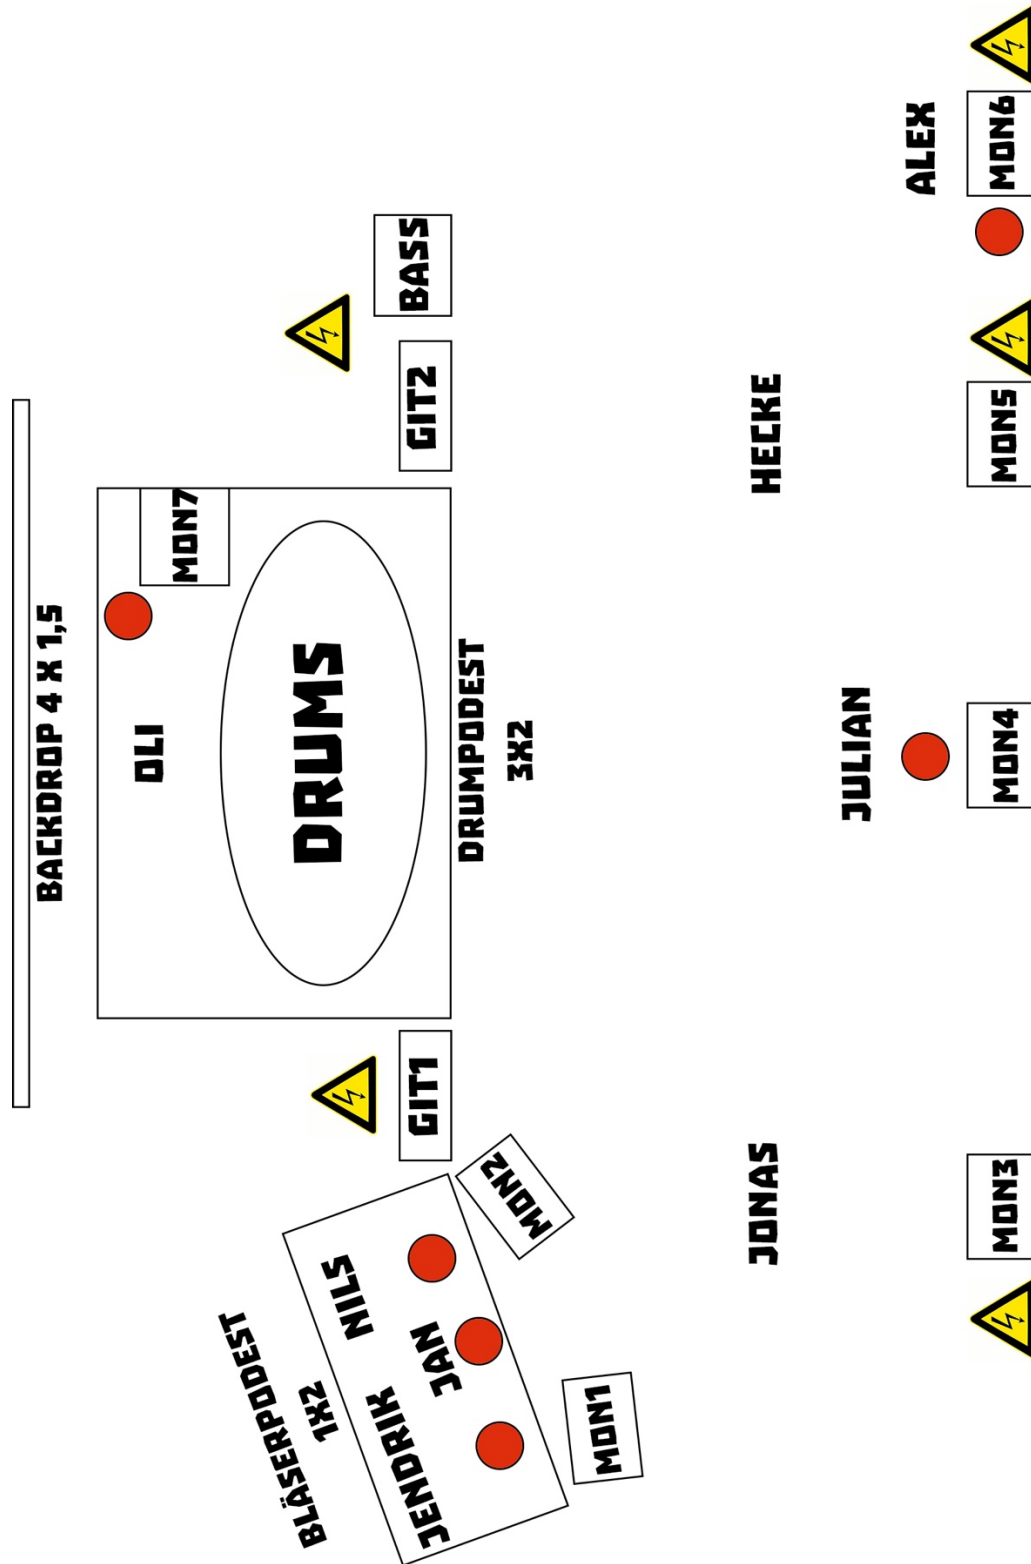 BACKDROP 4 X 1,5
OLI
MON7
DRUMS
DRUMPODEST
3X2
BLÄSERPODEST
1X2
JENDRIK
JAN
NILS
MON1
MON2
GIT1
GIT2
BASS
JONAS
JULIAN
HECKE
ALEX
MON3
MON4
MON5
MON6